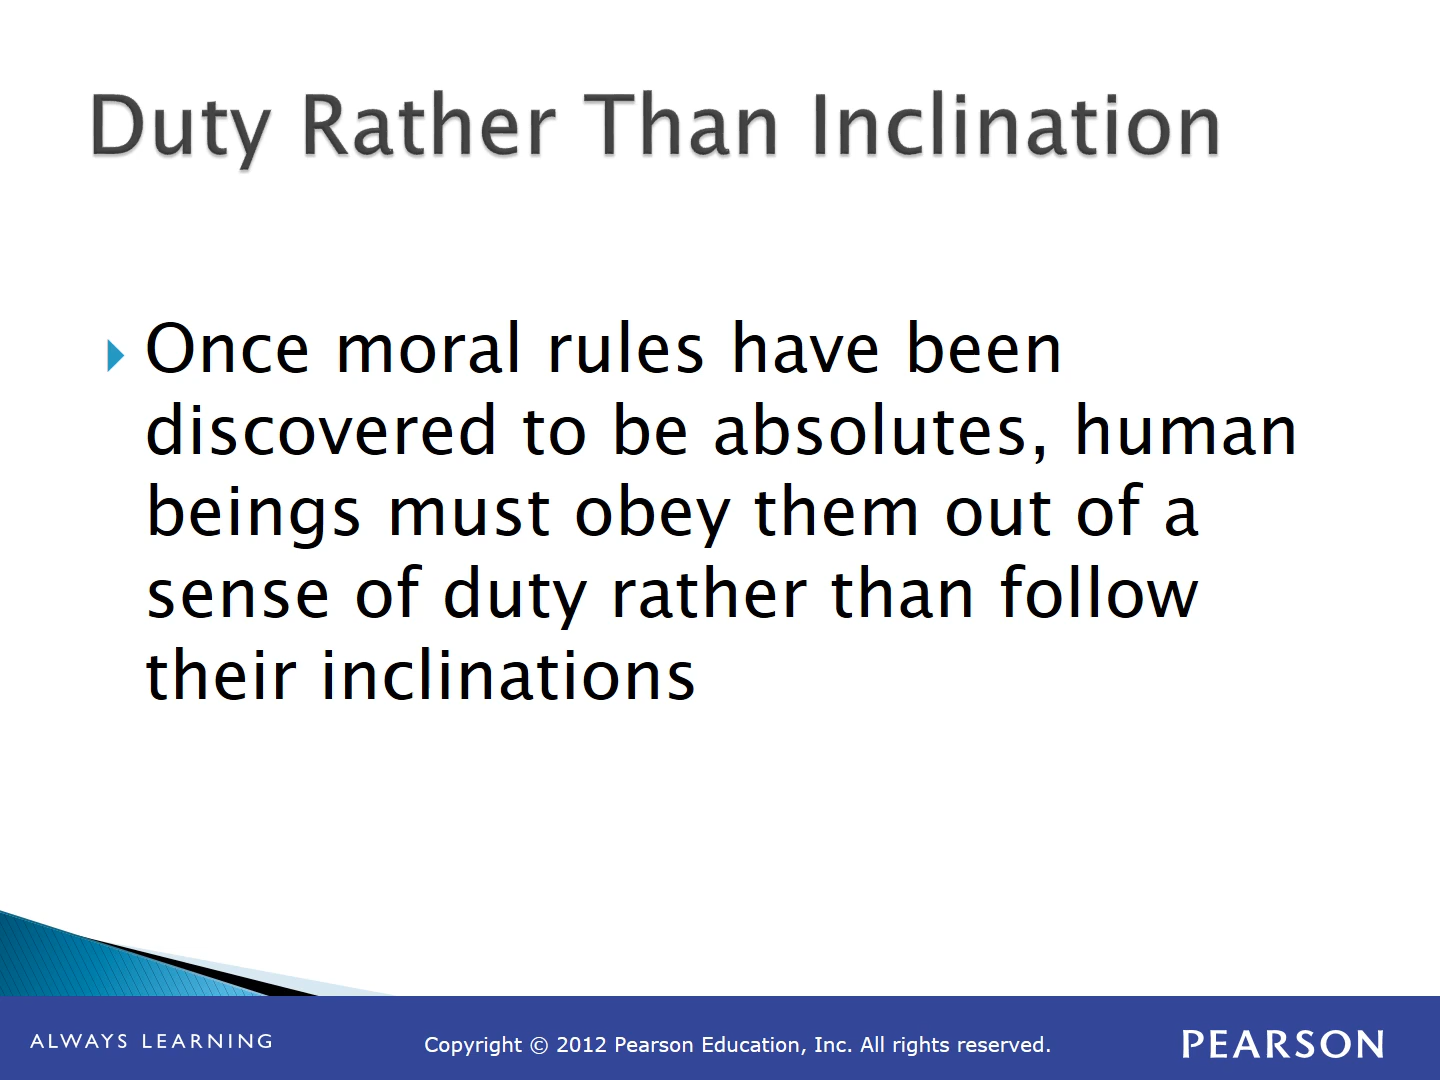 Duty Rather Than Inclination
Once moral rules have been
discovered to be absolutes, human
beings must obey them out of a
sense of duty rather than follow
their inclinations
ALWAYS LEARNING
Copyright © 2012 Pearson Education, Inc. All rights reserved.
PEARSON